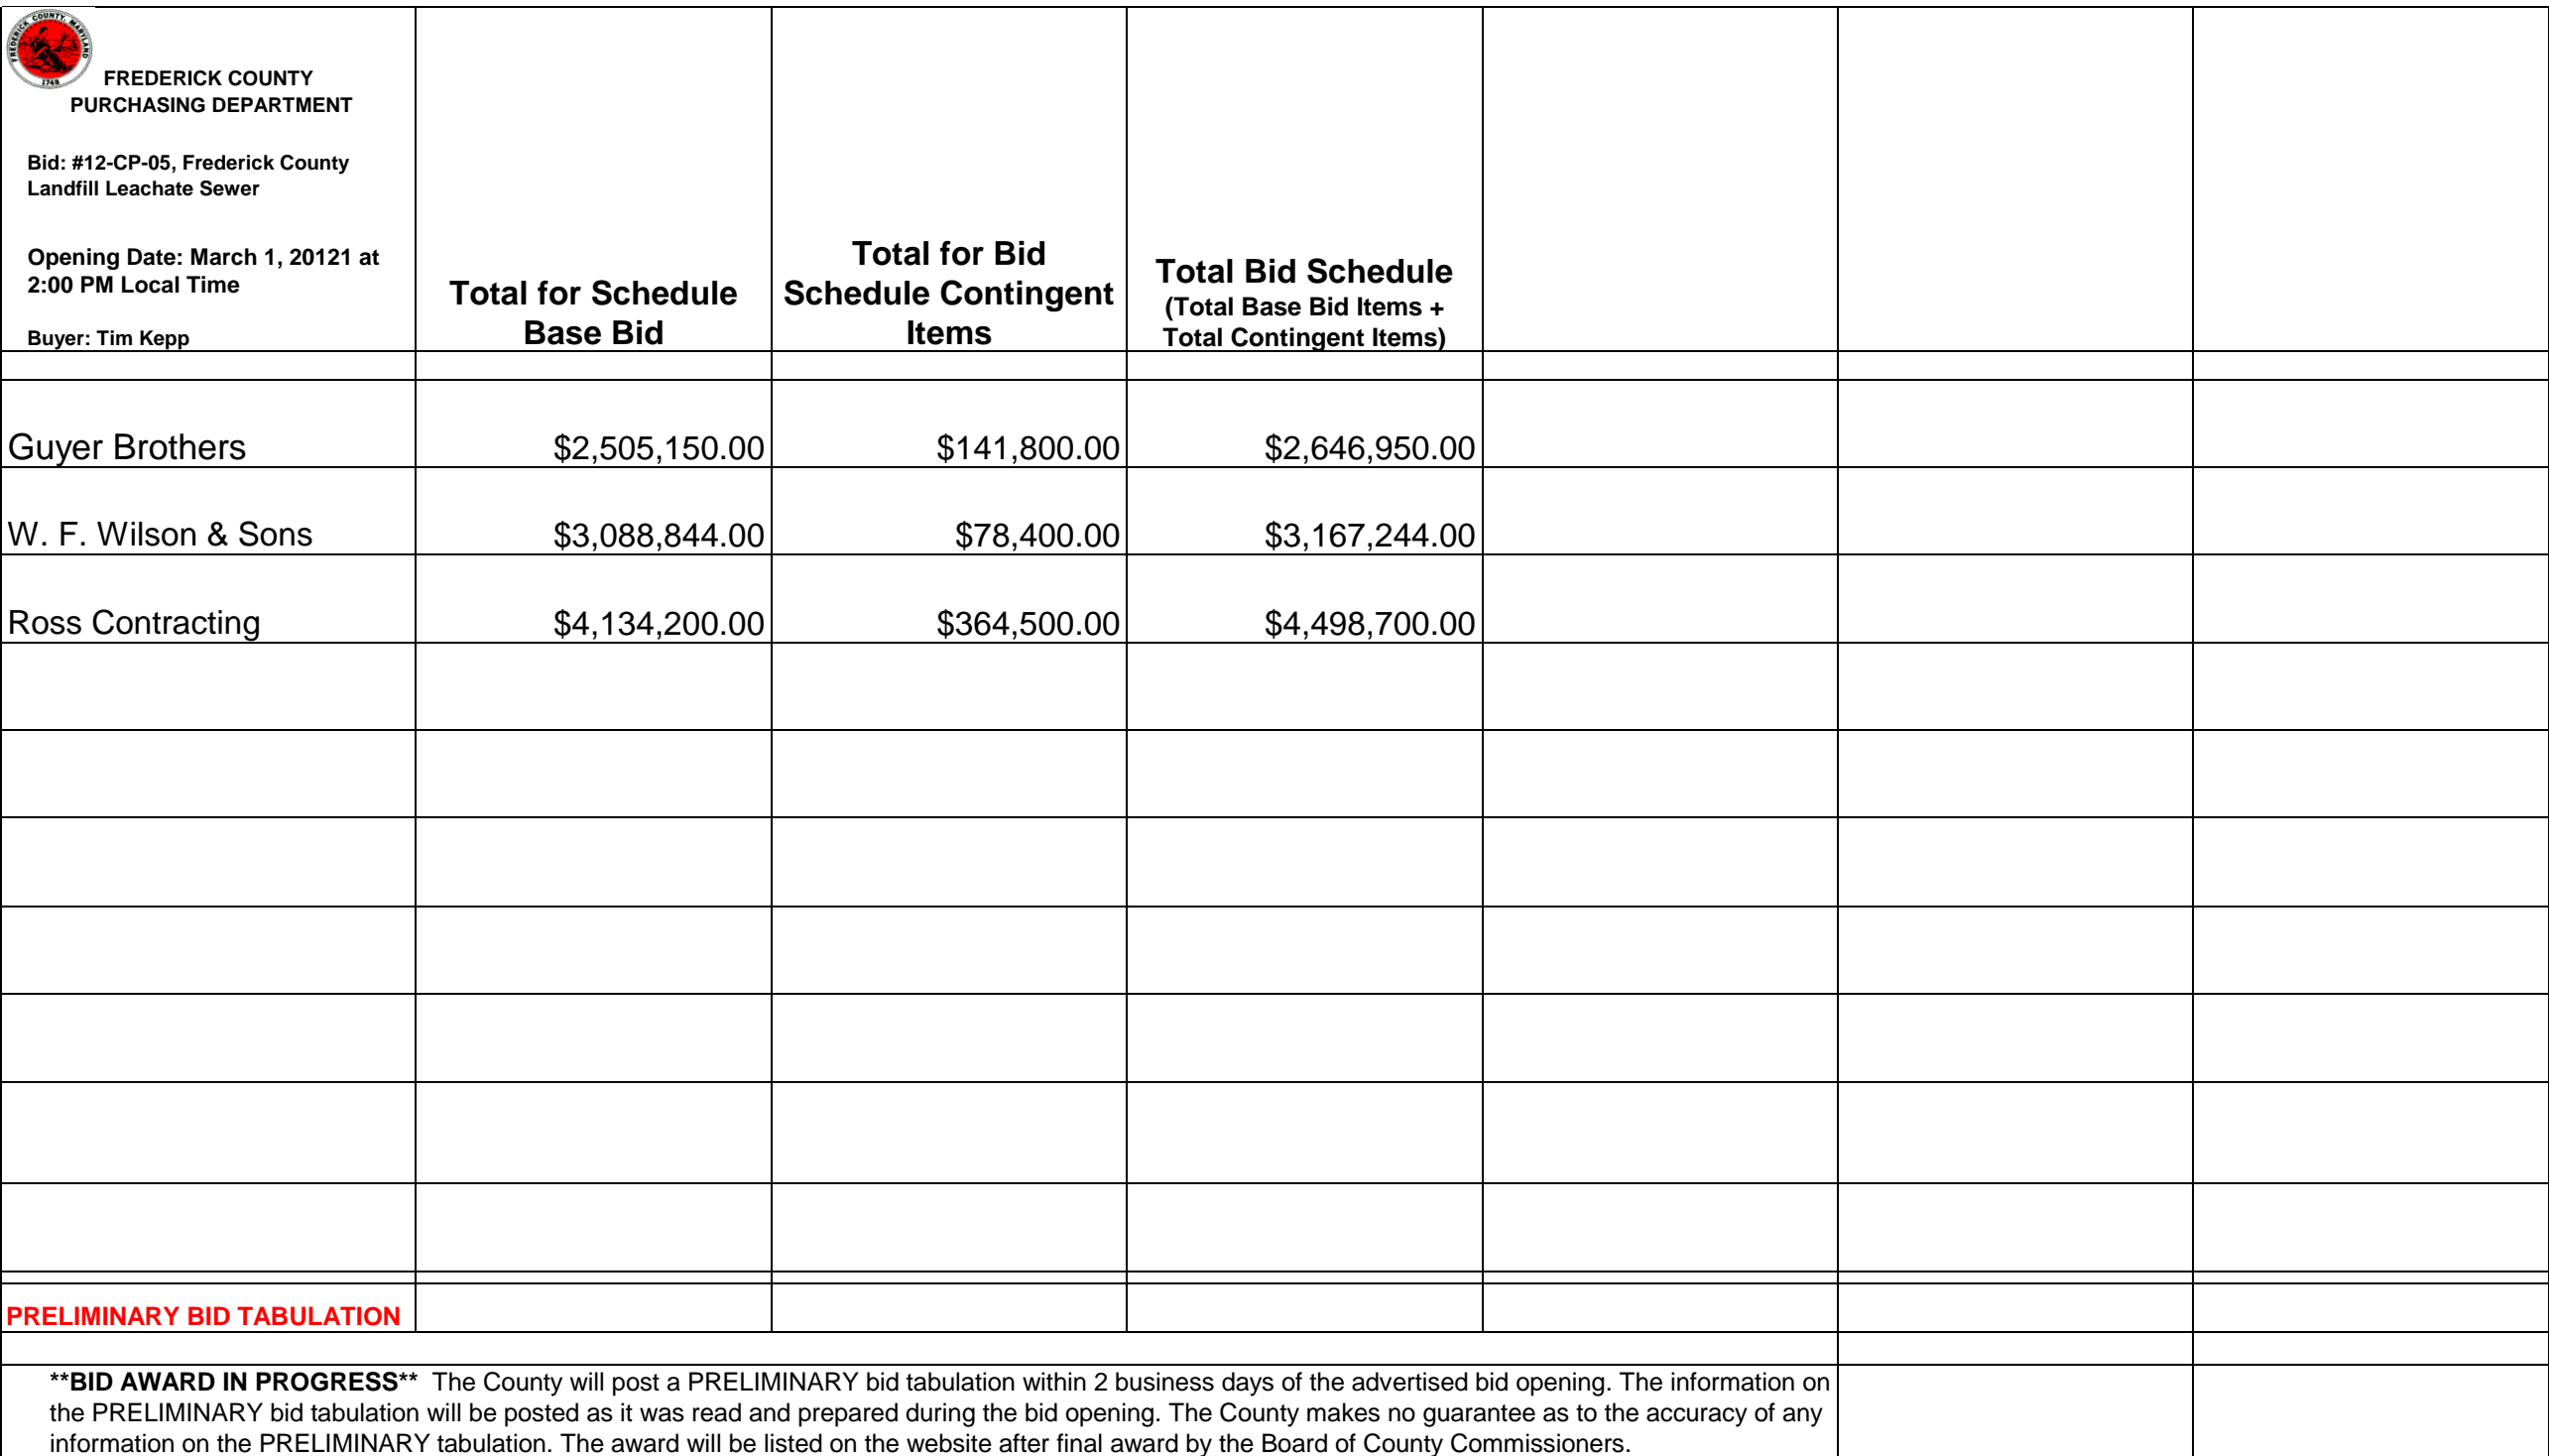 FREDERICK COUNTY, MARYLAND
1748
FREDERICK COUNTY
PURCHASING DEPARTMENT
Bid: #12-CP-05, Frederick County
Landfill Leachate Sewer
Opening Date: March 1, 20121 at
2:00 PM Local Time
Buyer: Tim Kepp
Total for Schedule
Base Bid
Total for Bid
Schedule Contingent
Items
Total Bid Schedule
(Total Base Bid Items +
Total Contingent Items)
Guyer Brothers $2,505,150.00 $141,800.00 $2,646,950.00
W. F. Wilson & Sons $3,088,844.00 $78,400.00 $3,167,244.00
Ross Contracting $4,134,200.00 $364,500.00 $4,498,700.00
PRELIMINARY BID TABULATION
**BID AWARD IN PROGRESS** The County will post a PRELIMINARY bid tabulation within 2 business days of the advertised bid opening. The information on
the PRELIMINARY bid tabulation will be posted as it was read and prepared during the bid opening. The County makes no guarantee as to the accuracy of any
information on the PRELIMINARY tabulation. The award will be listed on the website after final award by the Board of County Commissioners.